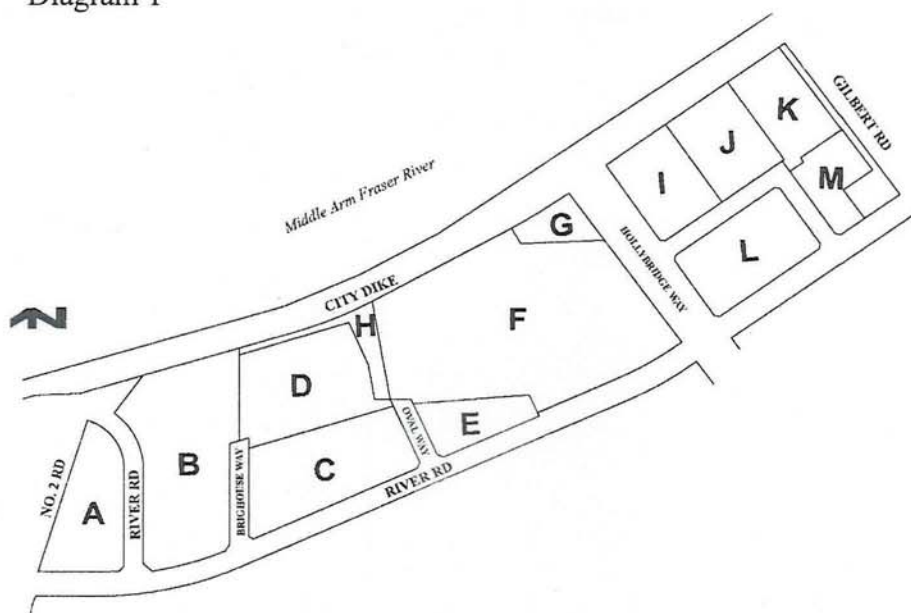 Diagram 1
GILBERT RD
K
J
M
I
Middle Arm Fraser River
G
HOLLYBRIDGE WAY
L
CITY DIKE
N
H
F
D
OVAL WAY
E
NO. 2 RD
A
RIVER RD
B
BRIGHOUSE WAY
C
RIVER RD